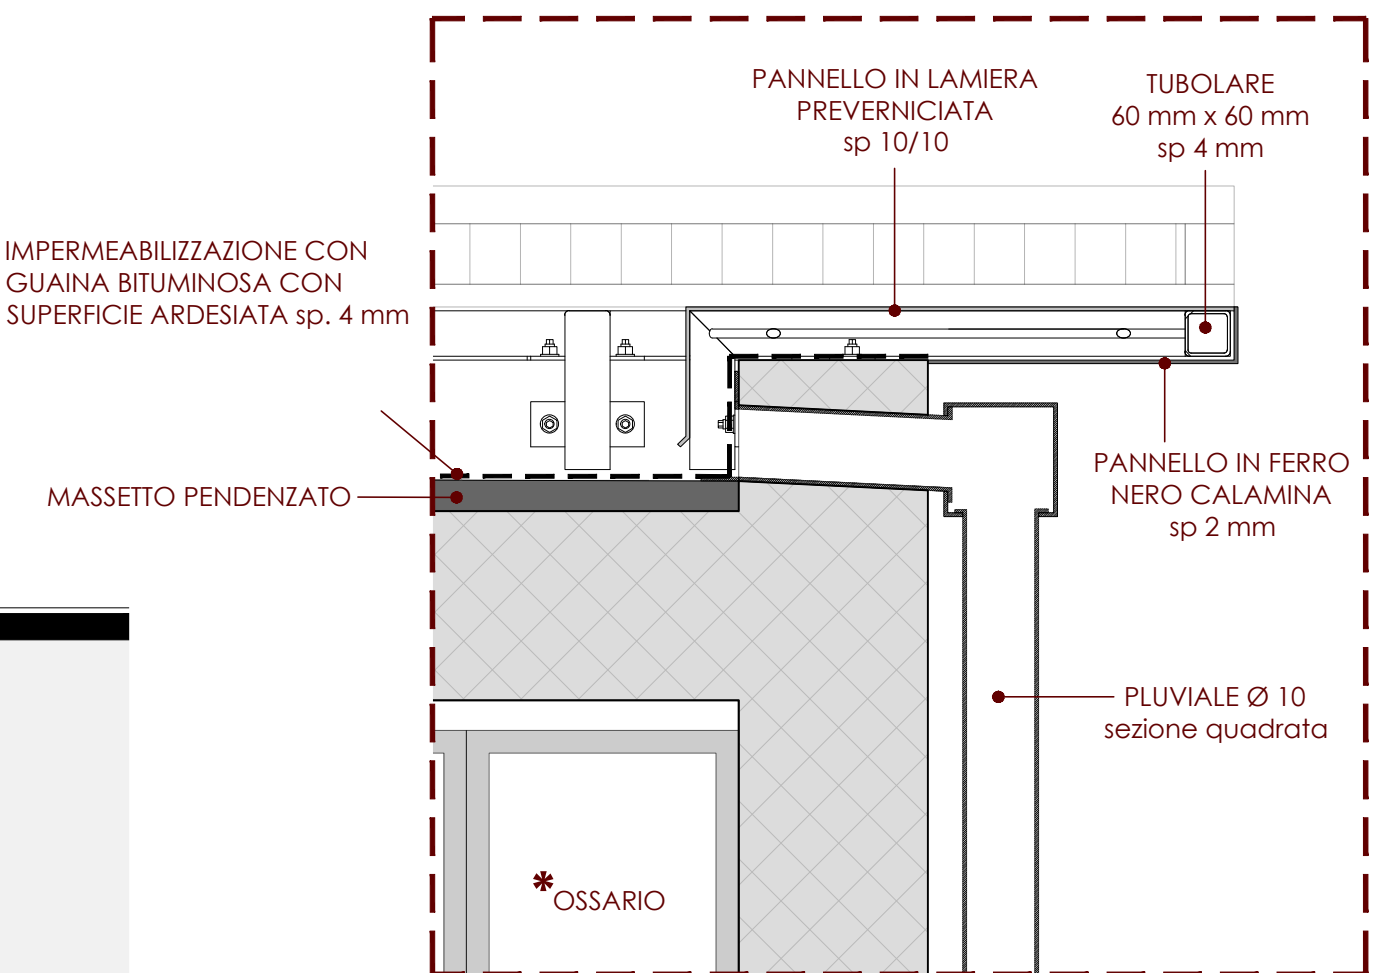 PANNELLO IN LAMIERA
PREVERNICIATA
sp 10/10
TUBOLARE
60 mm x 60 mm
sp 4 mm
IMPERMEABILIZZAZIONE CON
GUAINA BITUMINOSA CON
SUPERFICIE ARDESIATA sp. 4 mm
MASSETTO PENDENZATO
PANNELLO IN FERRO
NERO CALAMINA
sp 2 mm
PLUVIALE Ø 10
sezione quadrata
*OSSARIO